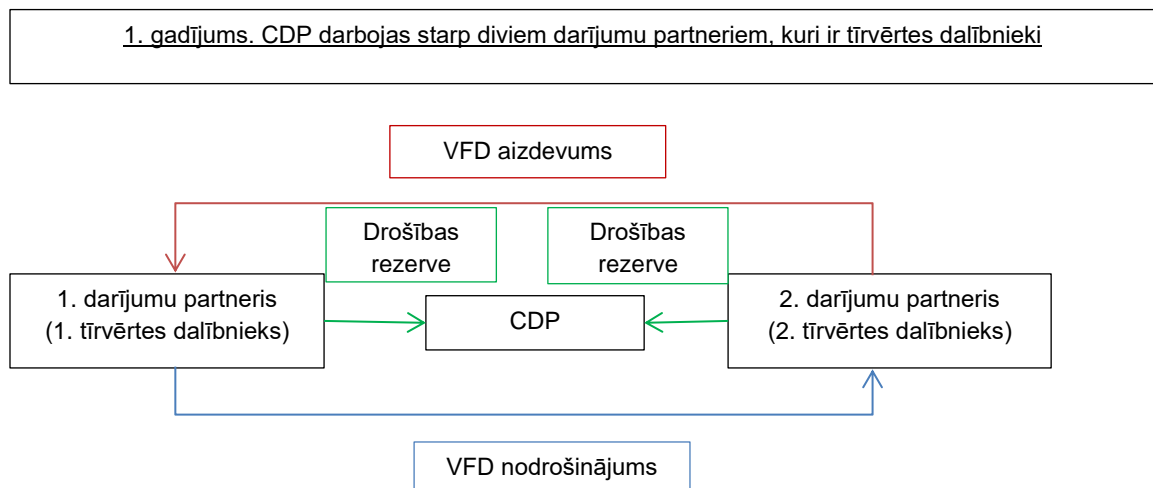 1. gadījums. CDP darbojas starp diviem darījumu partneriem, kuri ir tīrvērtes dalībnieki
VFD aizdevums
Drošības
rezerve
Drošības
rezerve
1. darījumu partneris
(1. tīrvērtes dalībnieks)
CDP
2. darījumu partneris
(2. tīrvērtes dalībnieks)
VFD nodrošinājums